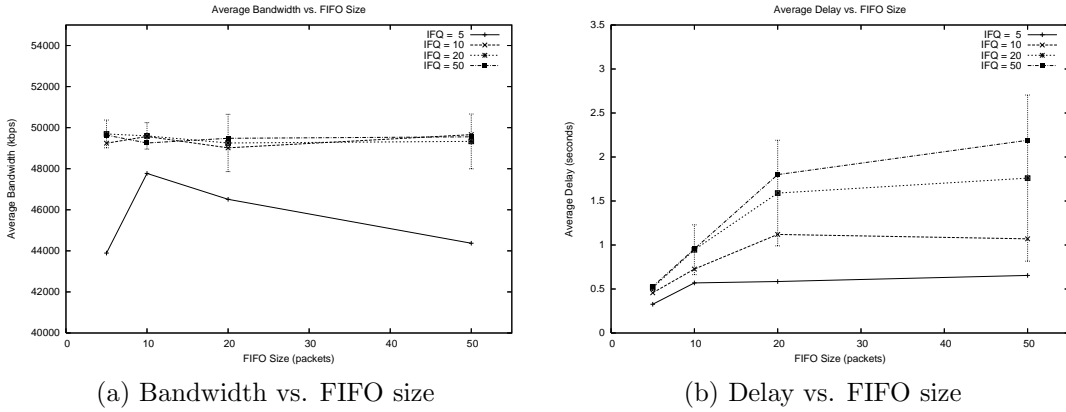 Average Bandwidth vs. FIFO Size
54000
52000
50000
48000
46000
44000
42000
40000
Average Bandwidth (kbps)
IFQ = 5
IFQ = 10
IFQ = 20
IFQ = 50
0 10 20 30 40 50
FIFO Size (packets)
(a) Bandwidth vs. FIFO size
Average Delay vs. FIFO Size
3.5
3
2.5
2
1.5
1
0.5
0
Average Delay (seconds)
IFQ = 5
IFQ = 10
IFQ = 20
IFQ = 50
0 10 20 30 40 50
FIFO Size (packets)
(b) Delay vs. FIFO size